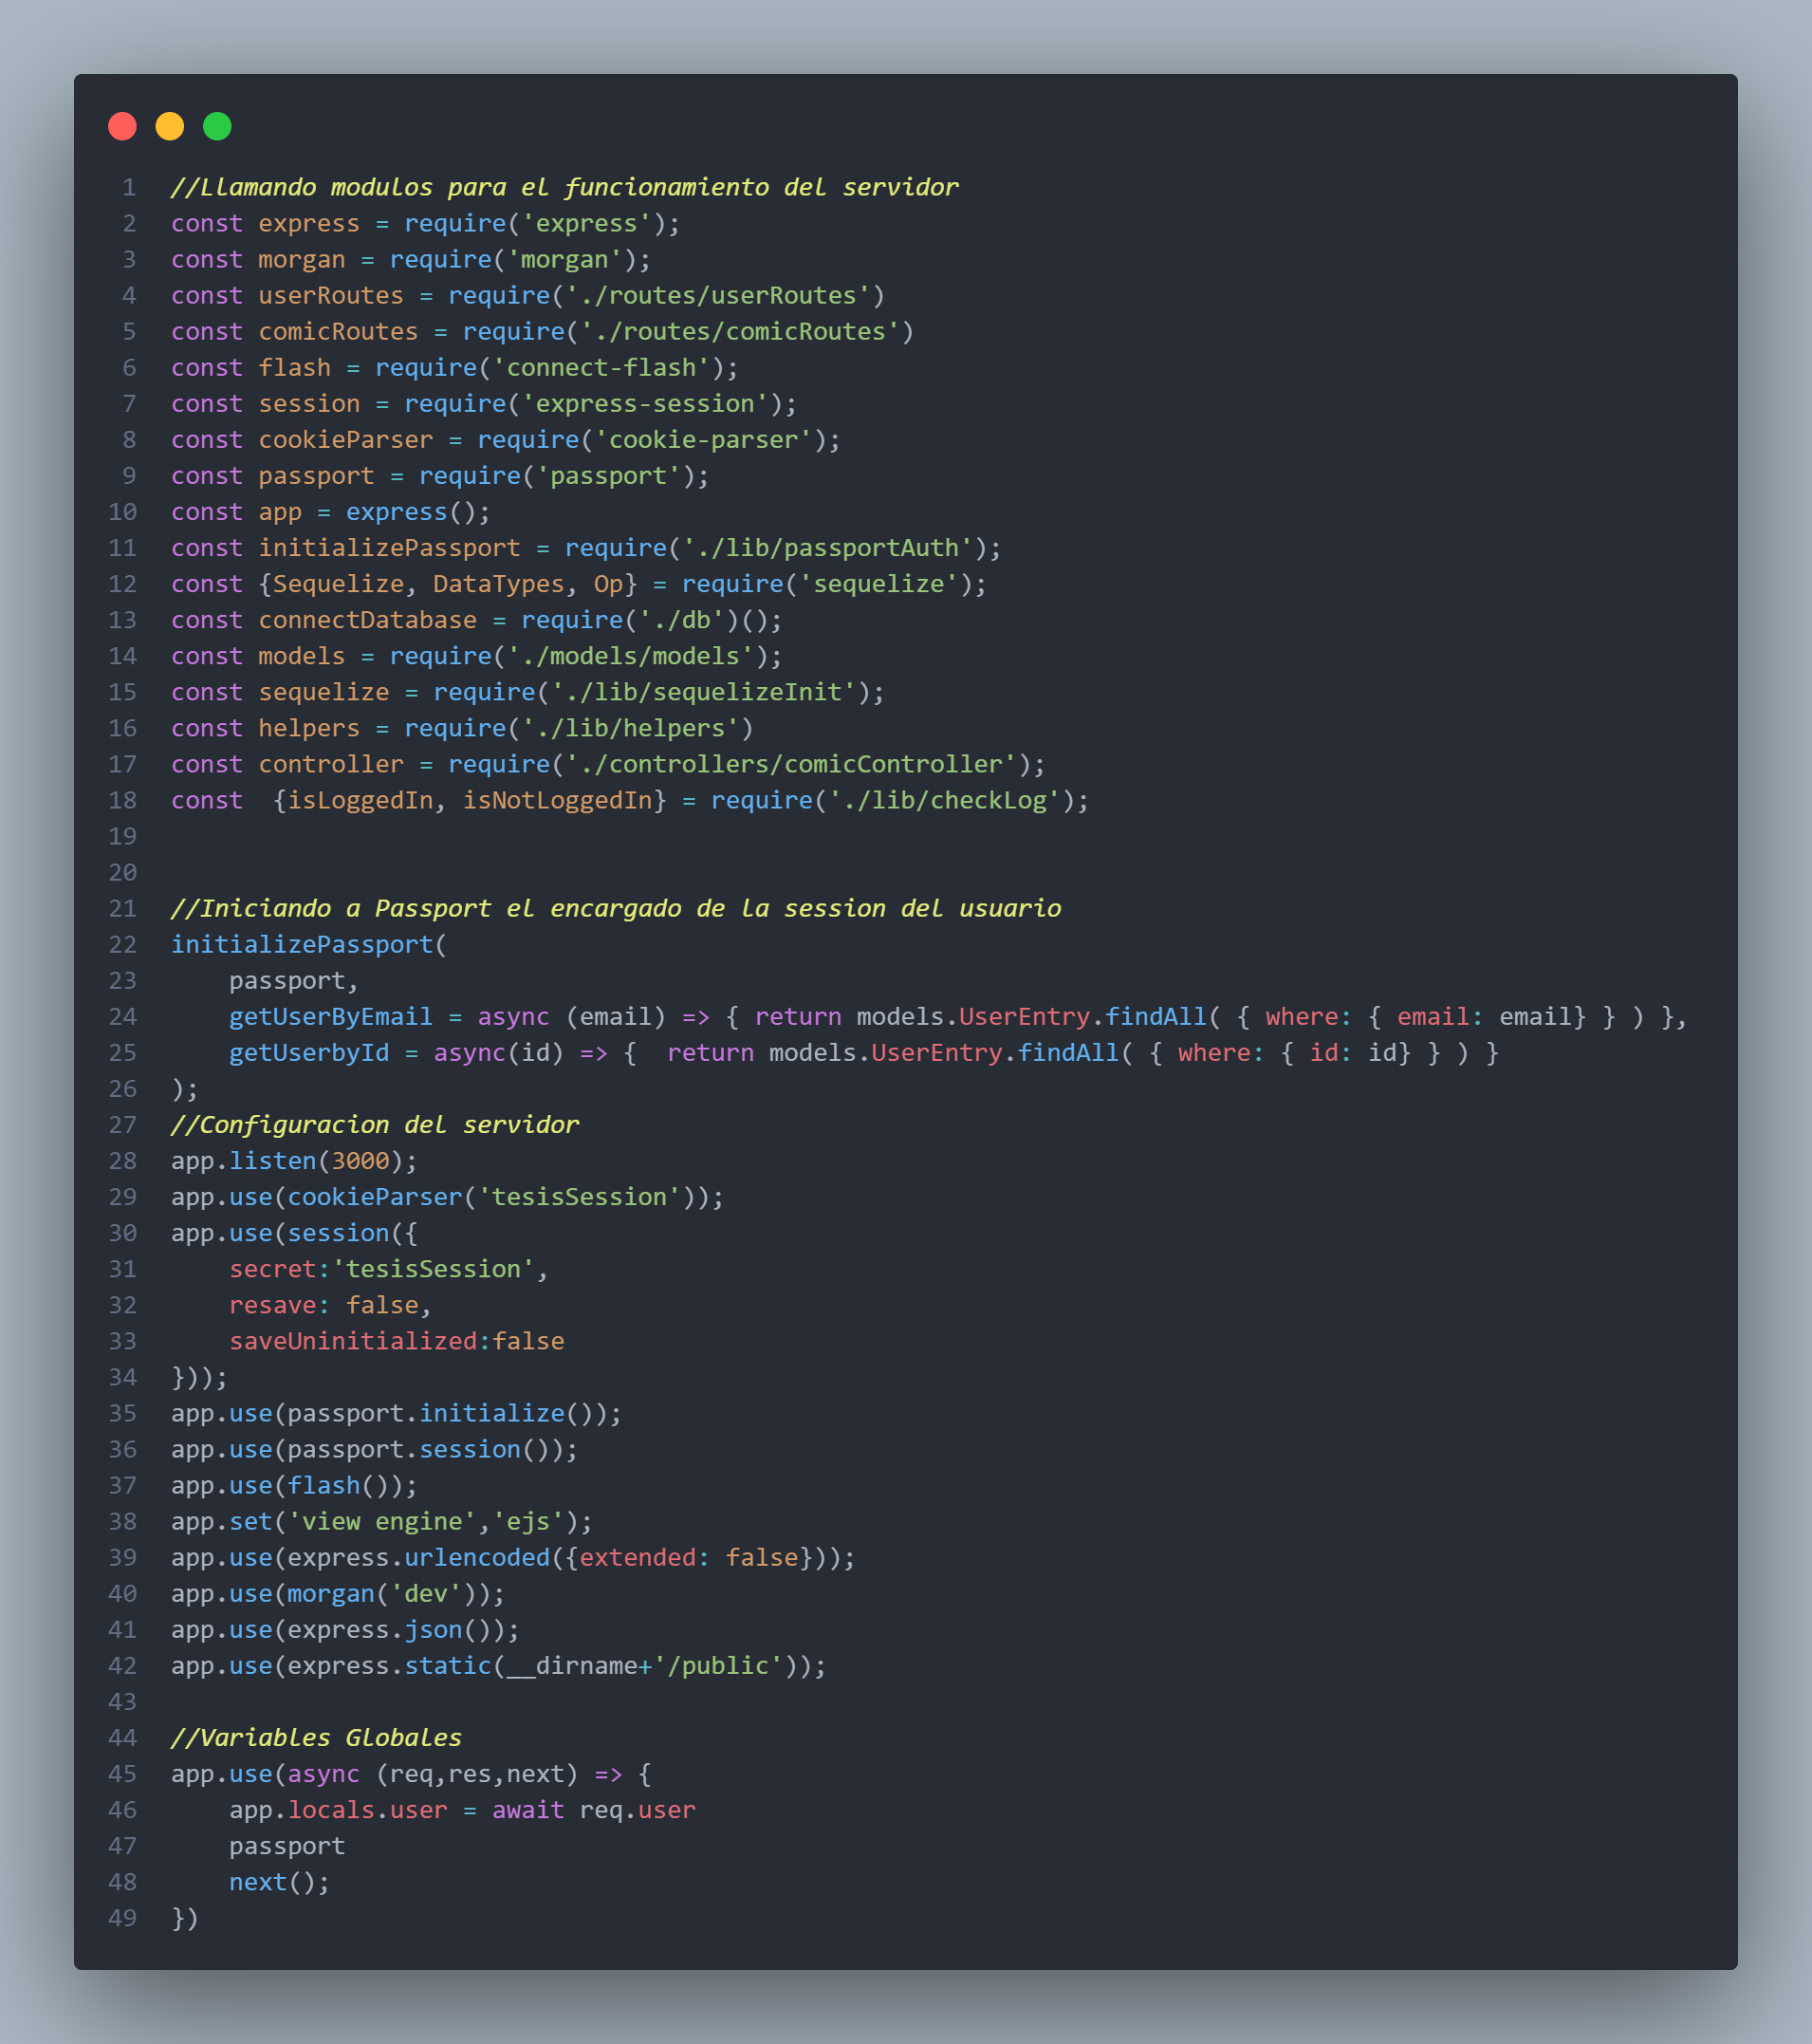 1 //Llamando modulos para el funcionamiento del servidor
2 const express = require('express');
3 const morgan = require('morgan');
4 const userRoutes = require('./routes/userRoutes')
5 const comicRoutes = require('./routes/comicRoutes')
6 const flash = require('connect-flash');
7 const session = require('express-session');
8 const cookieParser = require('cookie-parser');
9 const passport = require('passport');
10 const app = express();
11 const initializePassport = require('./lib/passportAuth');
12 const {Sequelize, DataTypes, Op} = require('sequelize');
13 const connectDatabase = require('./db')();
14 const models = require('./models/models');
15 const sequelize = require('./lib/sequelizeInit');
16 const helpers = require('./lib/helpers')
17 const controller = require('./controllers/comicController');
18 const  {isLoggedIn, isNotLoggedIn} = require('./lib/checkLog');
19
20
21 //Iniciando a Passport el encargado de la session del usuario
22 initializePassport(
23     passport,
24     getUserByEmail = async (email) => { return models.UserEntry.findAll( { where: { email: email} } ) },
25     getUserbyId = async(id) => {  return models.UserEntry.findAll( { where: { id: id} } ) }
26 );
27 //Configuracion del servidor
28 app.listen(3000);
29 app.use(cookieParser('tesisSession'));
30 app.use(session({
31     secret:'tesisSession',
32     resave: false,
33     saveUninitialized:false
34 }));
35 app.use(passport.initialize());
36 app.use(passport.session());
37 app.use(flash());
38 app.set('view engine','ejs');
39 app.use(express.urlencoded({extended: false}));
40 app.use(morgan('dev'));
41 app.use(express.json());
42 app.use(express.static(__dirname+'/public'));
43
44 //Variables Globales
45 app.use(async (req,res,next) => {
46     app.locals.user = await req.user
47     passport
48     next();
49 })